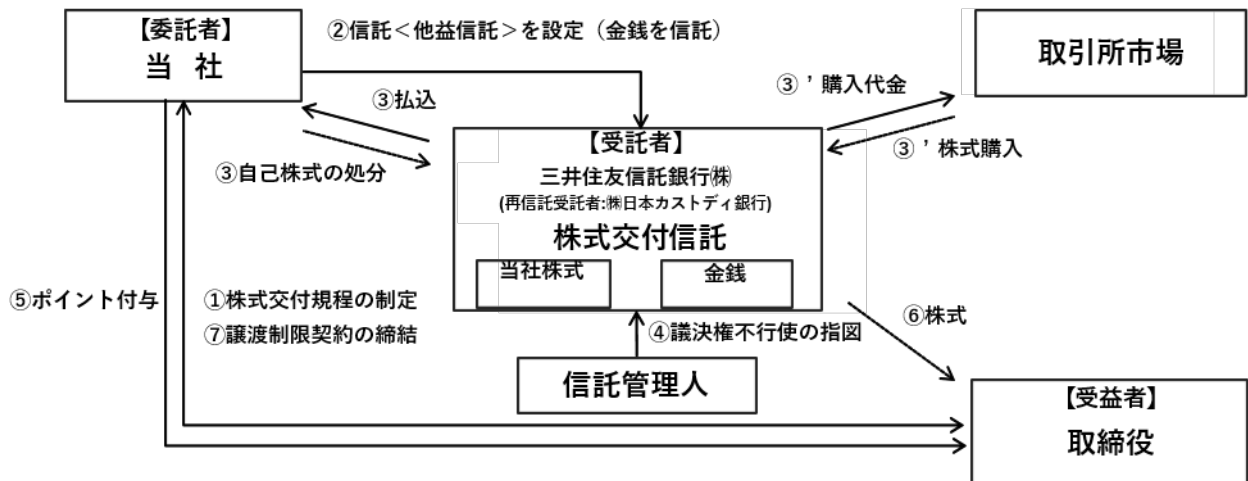 【委託者】
当 社
②信託＜他益信託＞を設定（金銭を信託）
取引所市場
③払込
③自己株式の処分
③’購入代金
③’株式購入
【受託者】
三井住友信託銀行㈱
(再信託受託者:㈱日本カストディ銀行)
株式交付信託
当社株式
金銭
⑤ポイント付与
①株式交付規程の制定
⑦譲渡制限契約の締結
④議決権不行使の指図
⑥株式
信託管理人
【受益者】
取締役